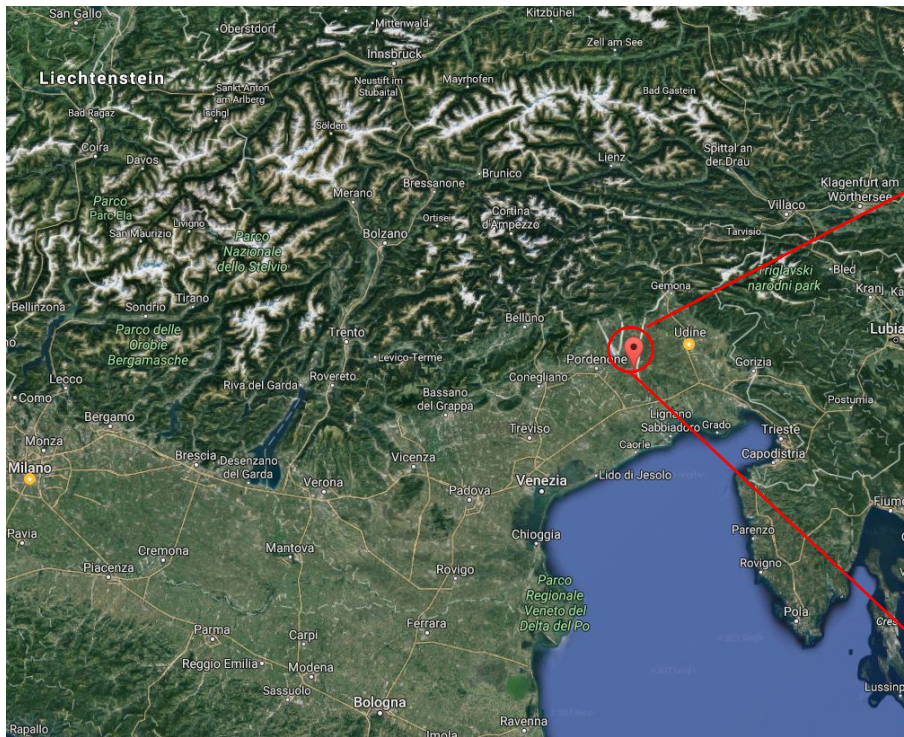 San Gallo
Oberstdorf
Mittenwald
Kitzbühel
Innsbruck
Zell am See
Liechtenstein
Sankt Anton
am Arlberg
Neustift im
Stubaital
Mayrhofen
Bad Gastein
Bad Ragaz
Ischgl
Sölden
Coira
Davos
Lienz
Spittal an
der Drau
Brunico
Bressanone
Merano
Klagenfurt am
Wörthersee
Villaco
Parco
Parc Ela
Livigno
San Maurizio
Ortisei
Cortina
d'Ampezzo
Tarvisio
Bolzano
Parco
Nazionale
dello Stelvio
Triglavski
narodni park
Bled
Gemona
Kranj
Ka
Bellinzona
Sondrio
Tirano
Belluno
Parco delle
Orobie
Bergamasche
Trento
Udine
Lubia
no
Levico Terme
Pordenone
Gorizia
Lecco
Riva del Garda
Rovereto
Conegliano
Como
Bassano
del Grappa
Postumia
Bergamo
Lignano
Sabbiadoro
Grado
Treviso
Trieste
Monza
Caorle
Capodistria
Milano
Brescia
Desenzano
del Garda
Vicenza
Verona
Padova
Venezia
Lido di Jesolo
Fiume
Pavia
Chioggia
Parenzo
Cremona
Mantova
Piacenza
Rovigo
Rovigno
Parco
Regionale
Veneto del
Delta del Po
Pola
Cres
Parma
Carpi
Ferrara
Reggio Emilia
Modena
Sassuolo
Lussinp
Bologna
Rapallo
Imola
Ravenna